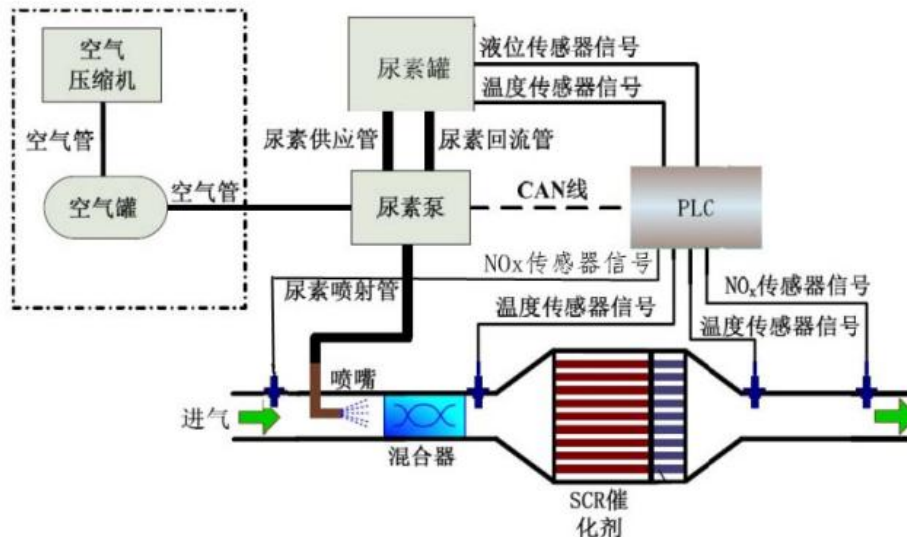 空气
压缩机
空气管
空气罐
空气管
尿素罐
尿素供应管
尿素回流管
尿素泵
液位传感器信号
温度传感器信号
CAN线
PLC
NOx传感器信号
尿素喷射管
温度传感器信号
NOx传感器信号
温度传感器信号
喷嘴
进气
混合器
SCR催
化剂